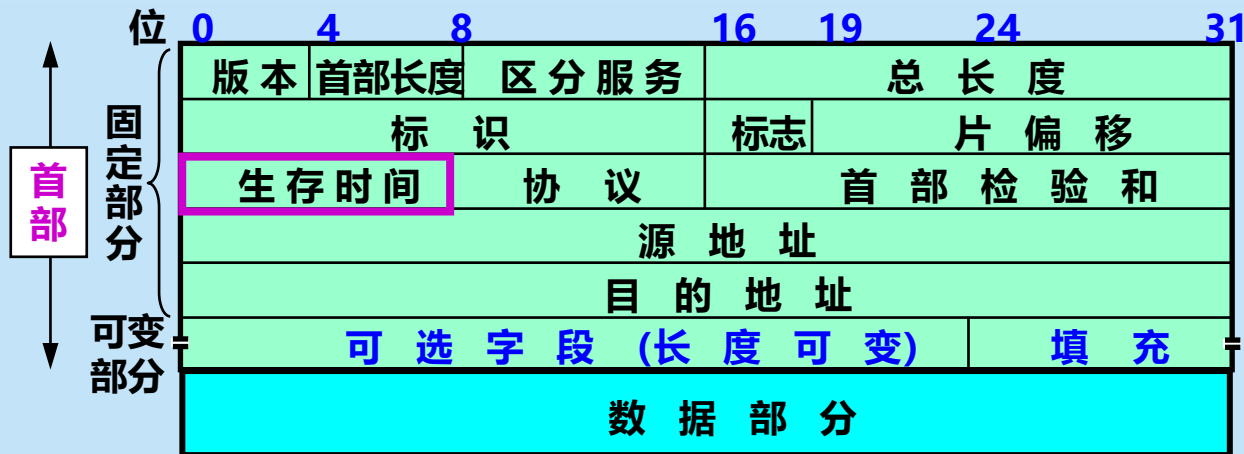 位 0 4 8 16 19 24 31
版本 首部长度 区分服务 总长度
标识 标志 片偏移
生存时间 协议 首部检验和
源地址
目的地址
可选字段 (长度可变) 填充
数据部分
首部
固定部分
可变部分